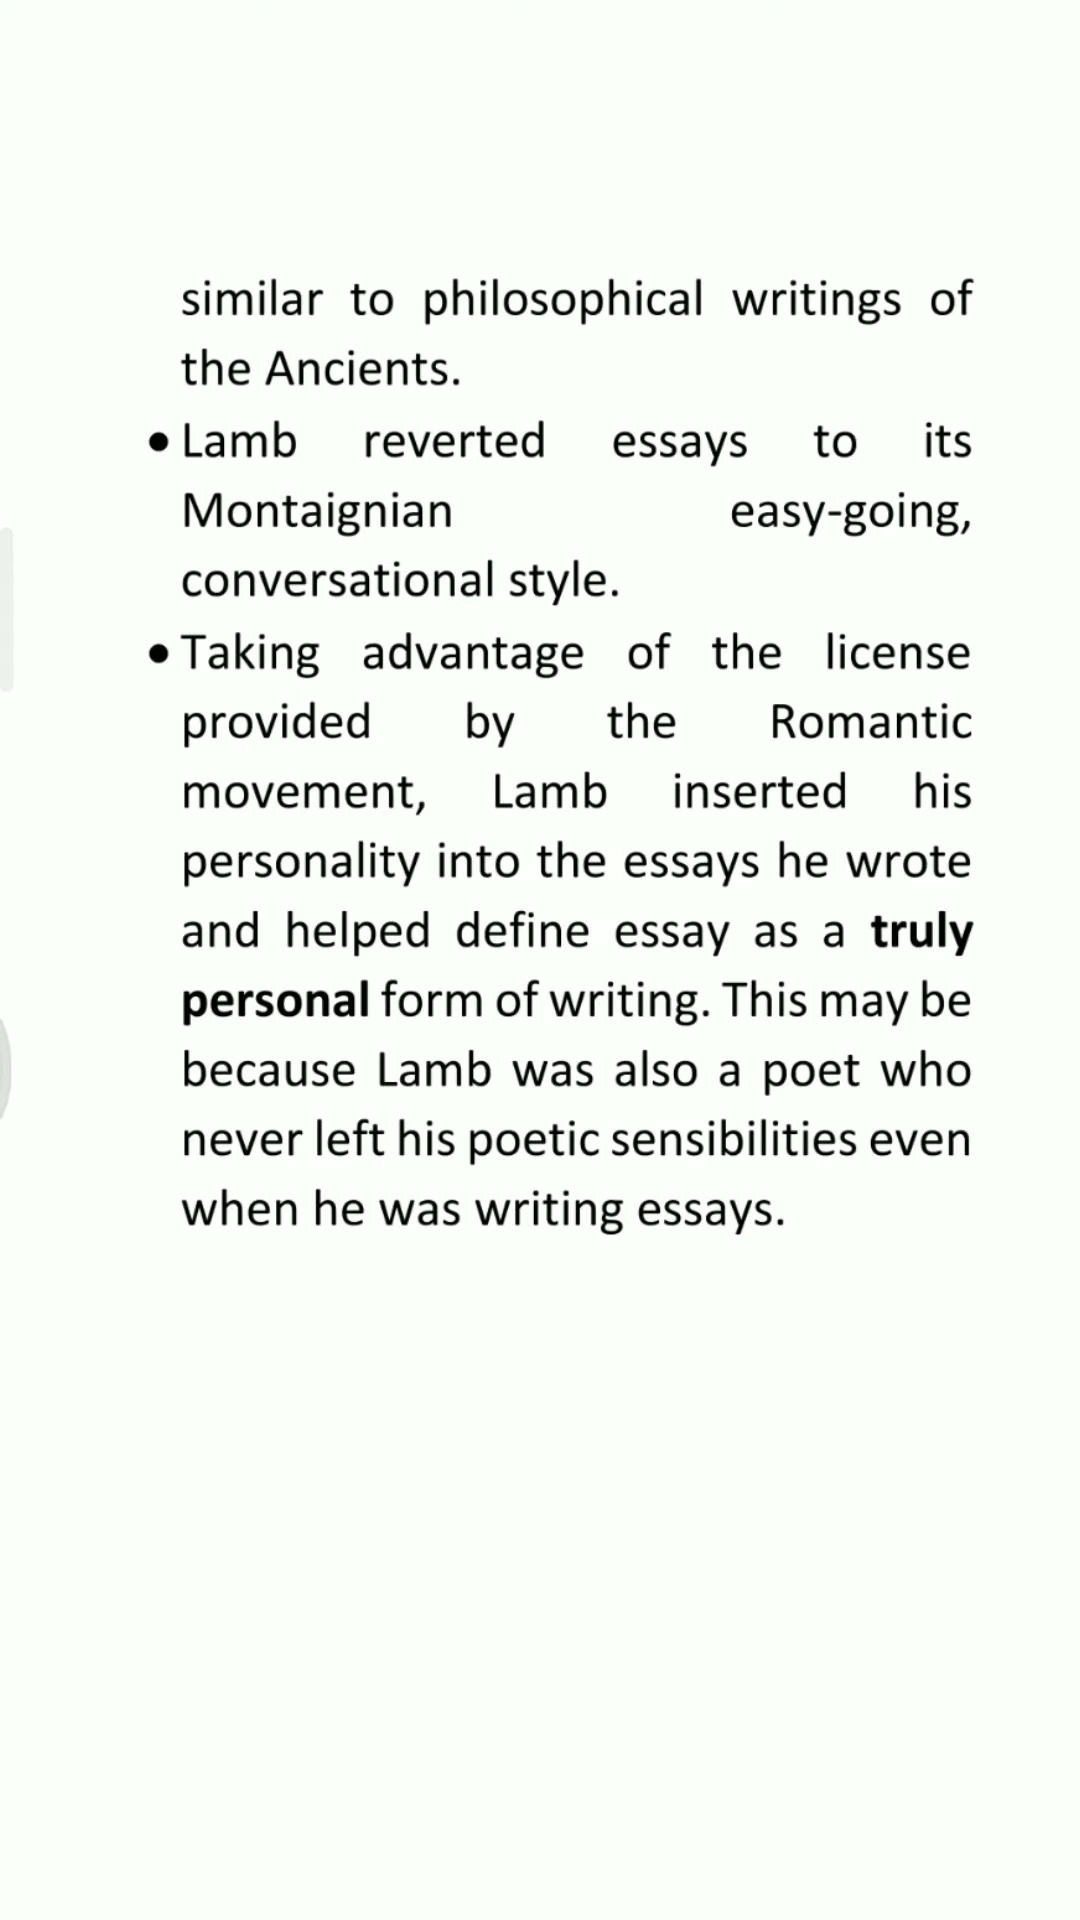 similar to philosophical writings of
the Ancients.
• Lamb reverted essays to its
Montaignian easy-going,
conversational style.
• Taking advantage of the license
provided by the Romantic
movement, Lamb inserted his
personality into the essays he wrote
and helped define essay as a truly
personal form of writing. This may be
because Lamb was also a poet who
never left his poetic sensibilities even
when he was writing essays.